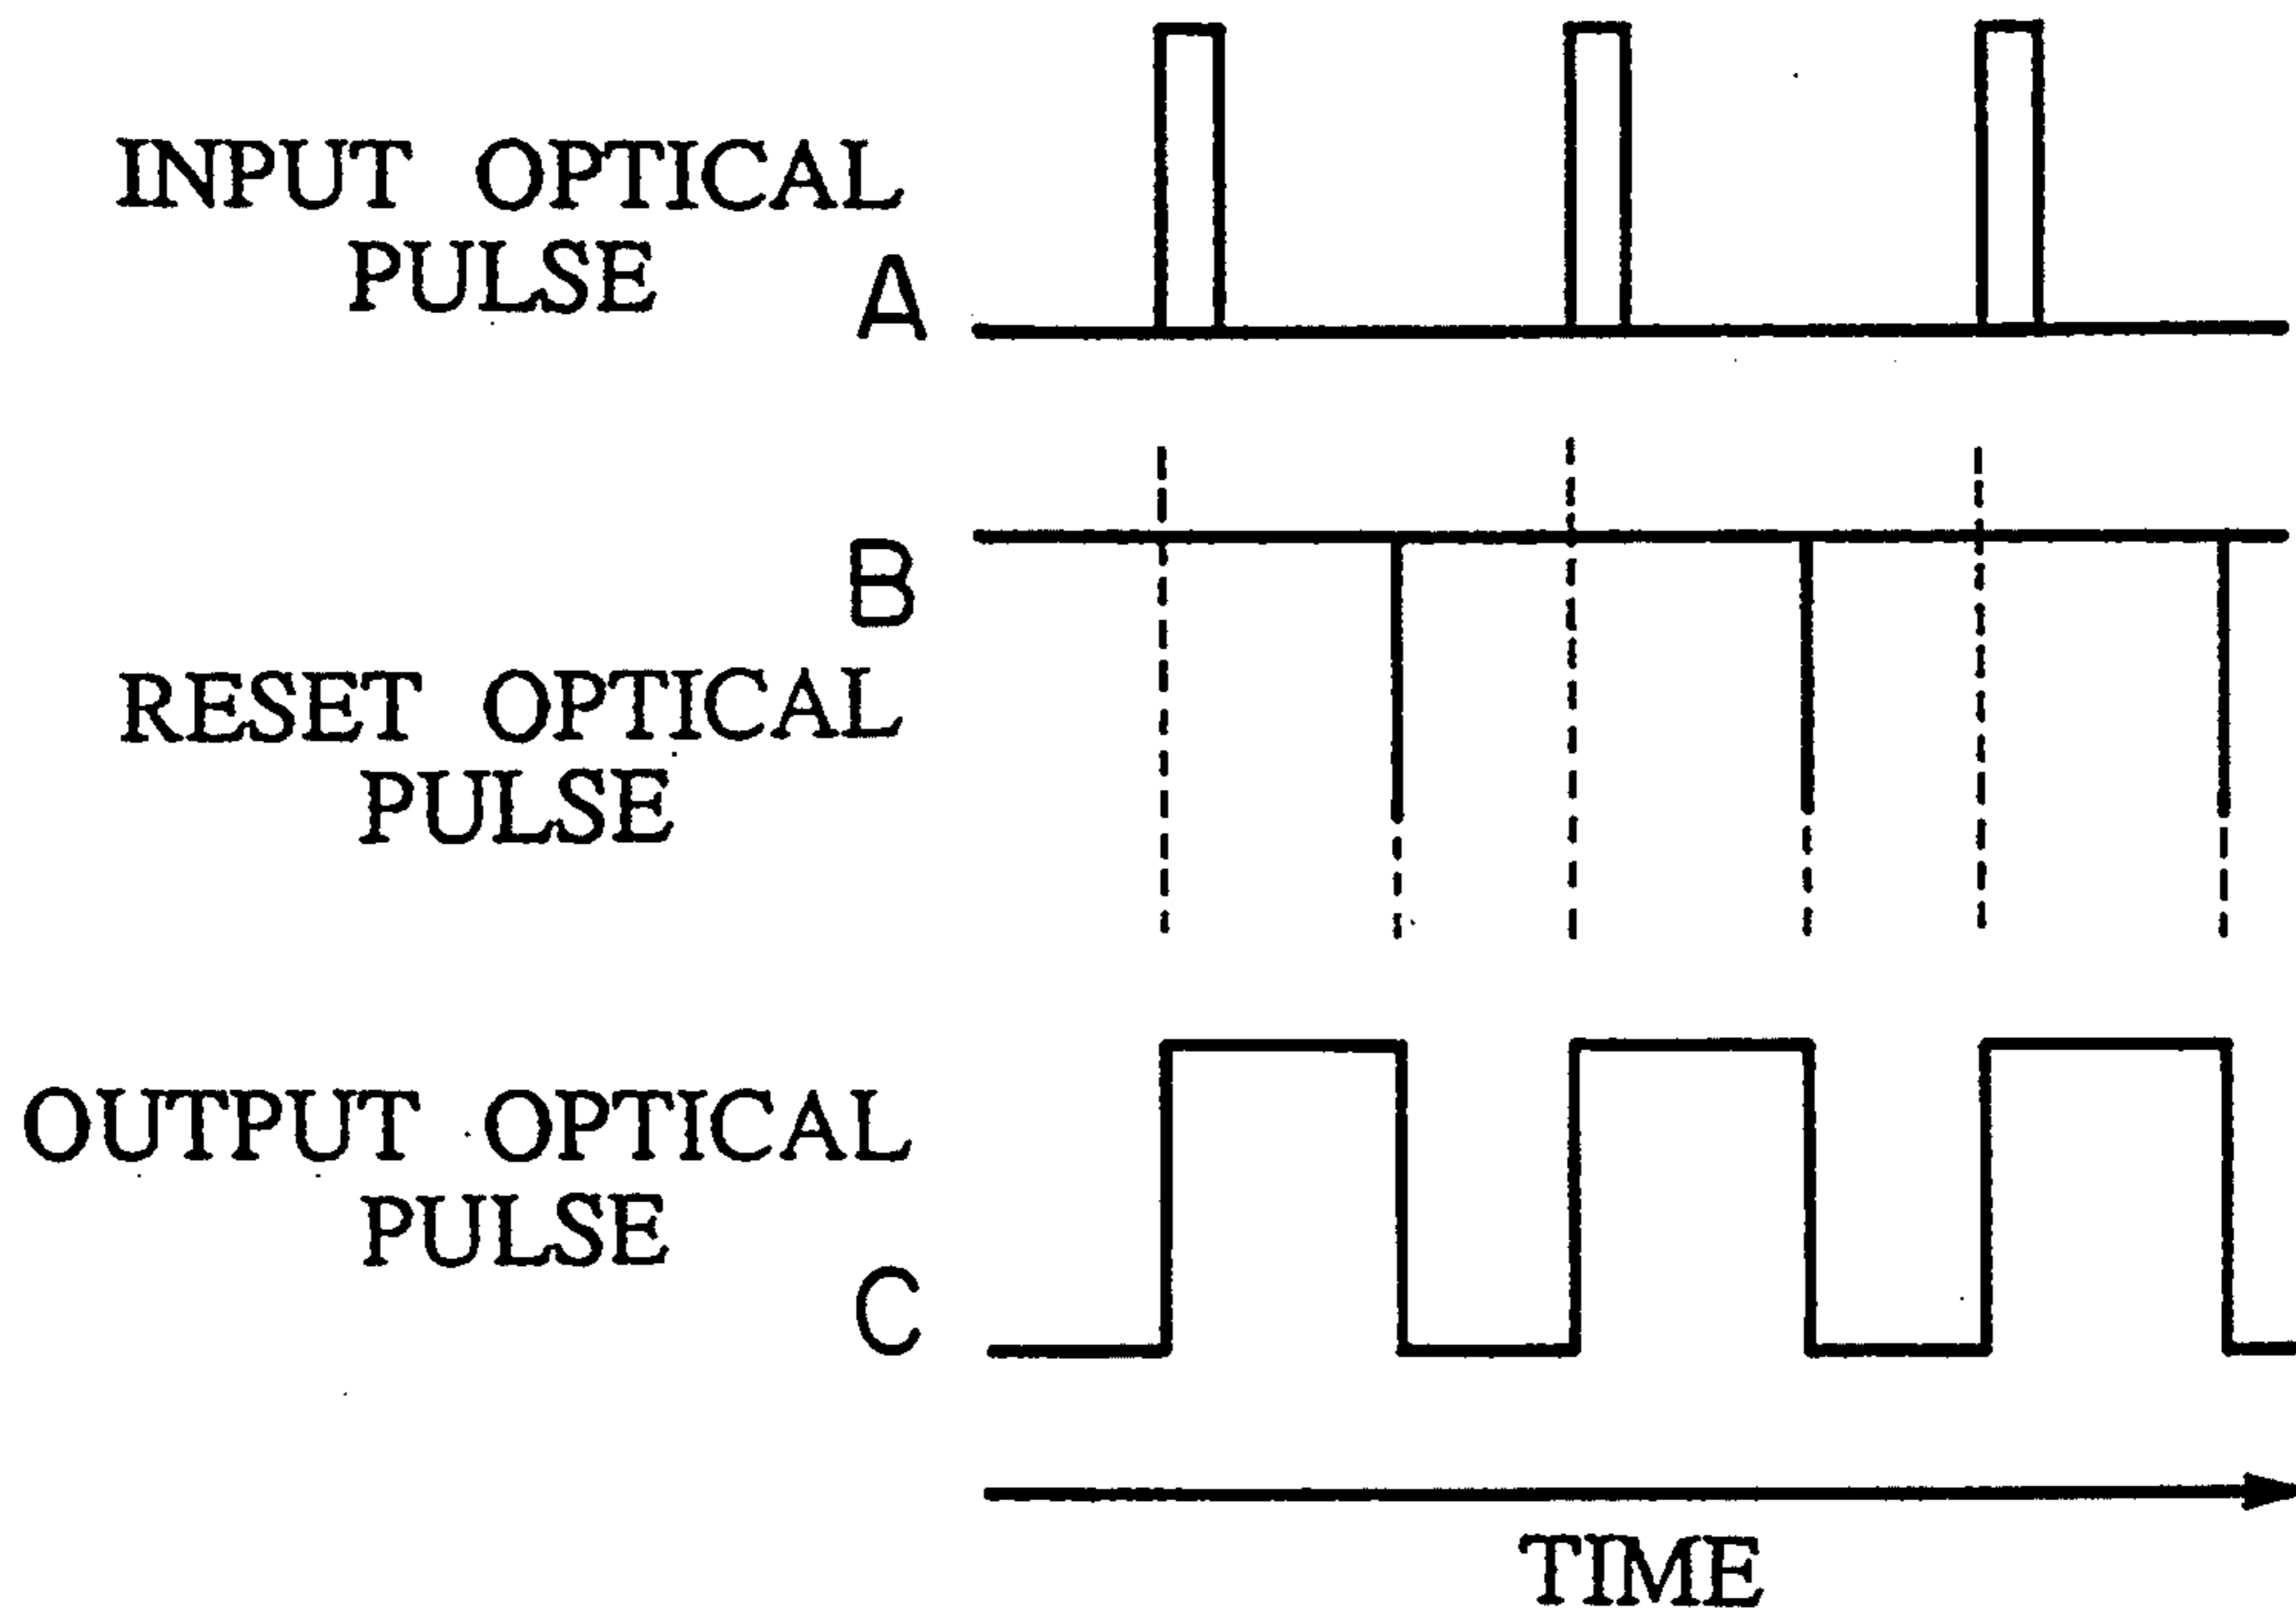 INPUT OPTICAL
PULSE
A
B
RESET OPTICAL
PULSE
OUTPUT OPTICAL
PULSE
C
TIME